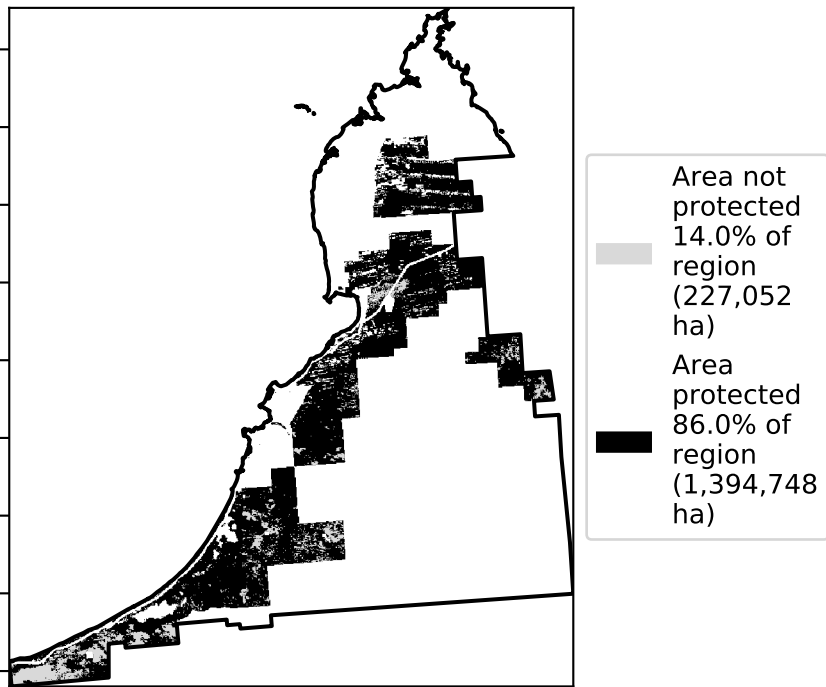 Area not
protected
14.0% of
region
(227,052
ha)
Area
protected
86.0% of
region
(1,394,748
ha)